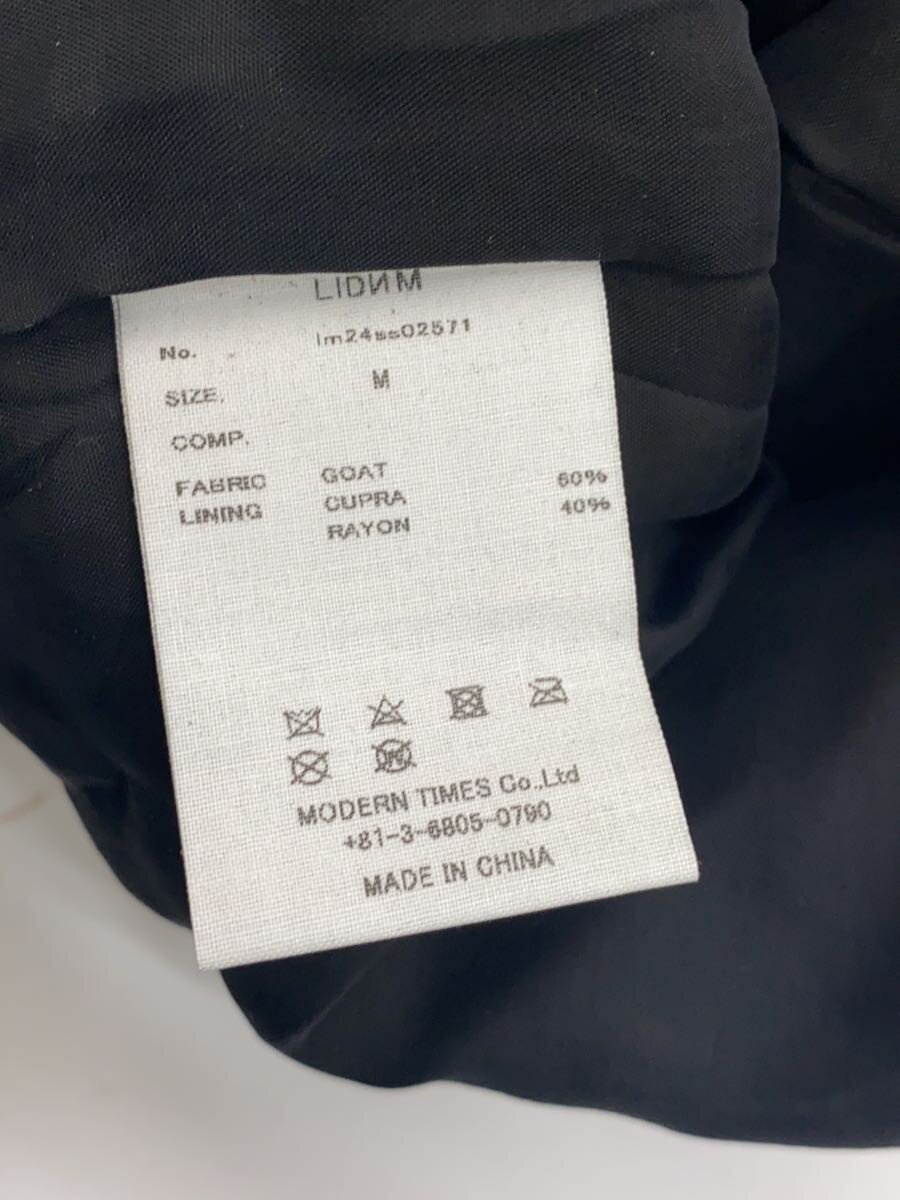 LIDИM
No. lm24ss02571
SIZE. M
COMP.
FABRIC GOAT
LINING CUPRA 60%
RAYON 40%
MODERN TIMES Co.,Ltd
+81-3-6805-0790
MADE IN CHINA